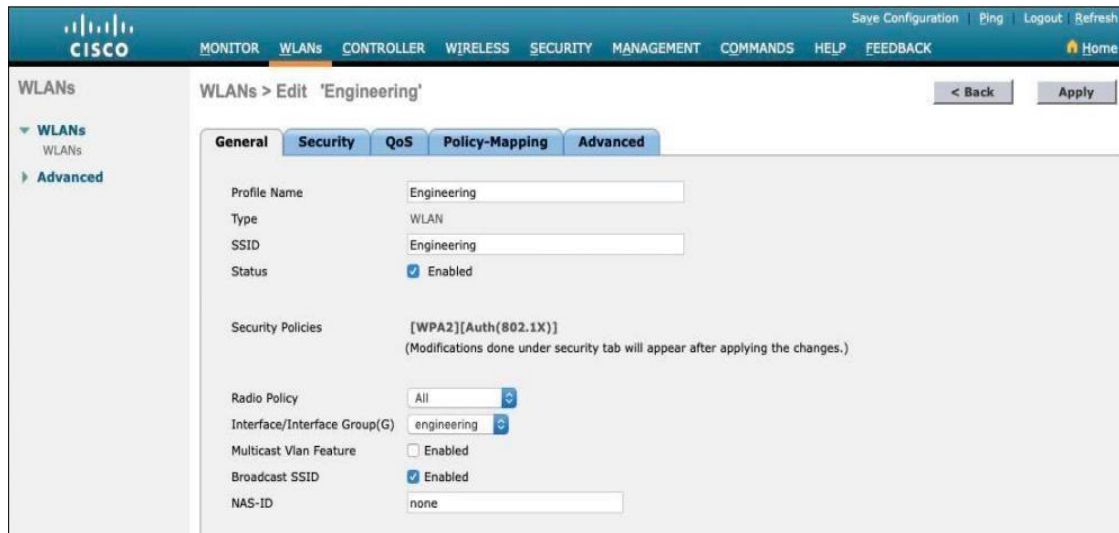 Save Configuration | Ping | Logout | Refresh
CISCO
MONITOR WLANs CONTROLLER WIRELESS SECURITY MANAGEMENT COMMANDS HELP FEEDBACK Home
WLANs
WLANs
WLANs
Advanced
WLANs > Edit 'Engineering'
< Back
Apply
General Security QoS Policy-Mapping Advanced
Profile Name Engineering
Type WLAN
SSID Engineering
Status Enabled
Security Policies [WPA2][Auth(802.1X)]
(Modifications done under security tab will appear after applying the changes.)
Radio Policy All
Interface/Interface Group(G) engineering
Multicast Vlan Feature Enabled
Broadcast SSID Enabled
NAS-ID none